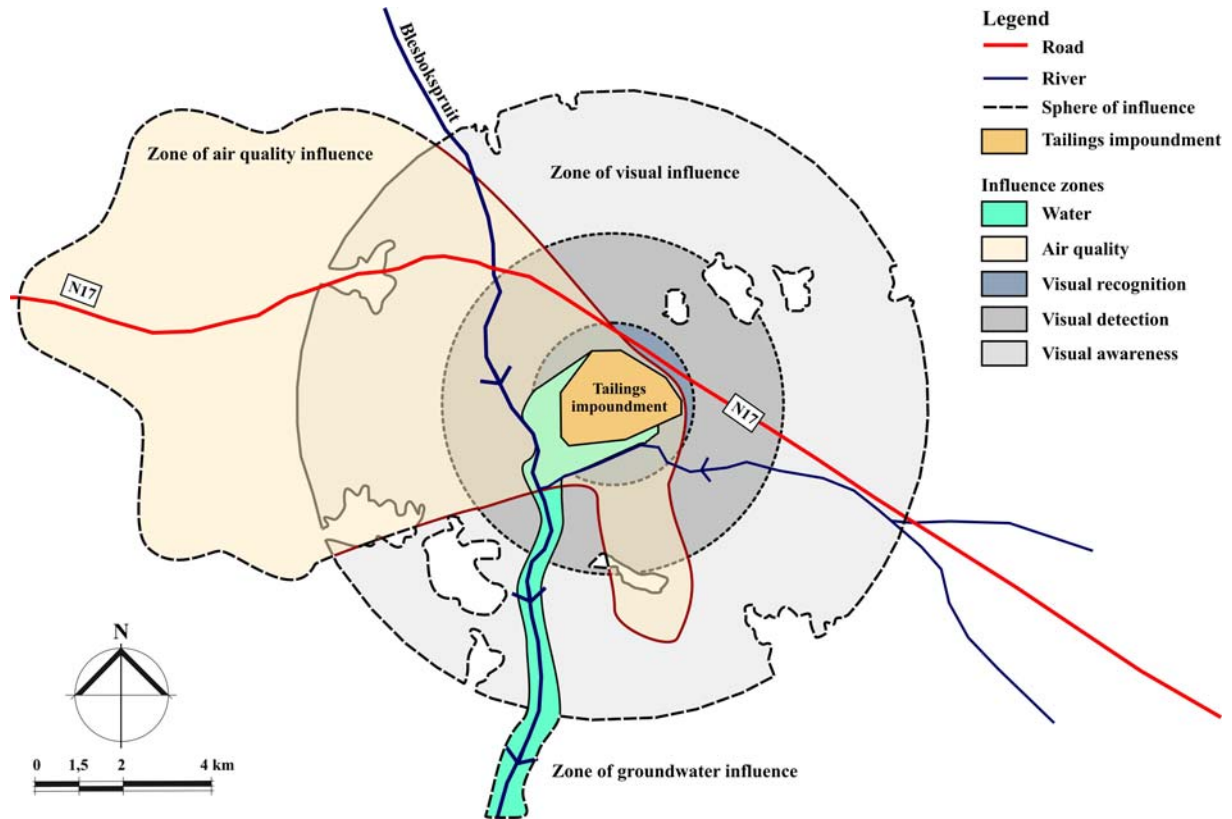 Blesbokspruit
Legend
Road
River
Sphere of influence
Tailings impoundment
Influence zones
Water
Air quality
Visual recognition
Visual detection
Visual awareness
Zone of air quality influence
Zone of visual influence
N17
Tailings
impoundment
N17
N
0 1,5 2 4 km
Zone of groundwater influence